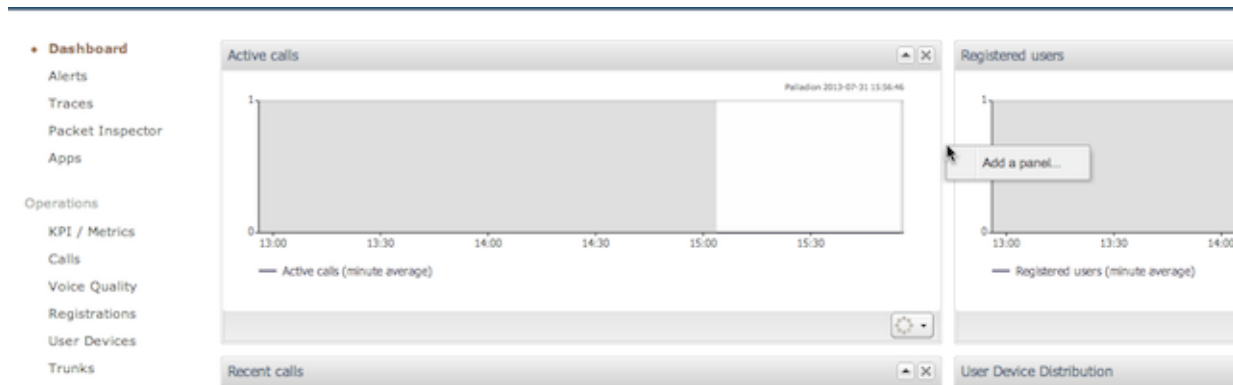 Dashboard
Alerts
Traces
Packet Inspector
Apps
Operations
KPI / Metrics
Calls
Voice Quality
Registrations
User Devices
Trunks
Active calls
Palladion 2013-07-31 15:56:46
1
0
13:00 13:30 14:00 14:30 15:00 15:30
Active calls (minute average)
Recent calls
Registered users
1
Add a panel...
0
13:00 13:30 14:00
Registered users (minute average)
User Device Distribution